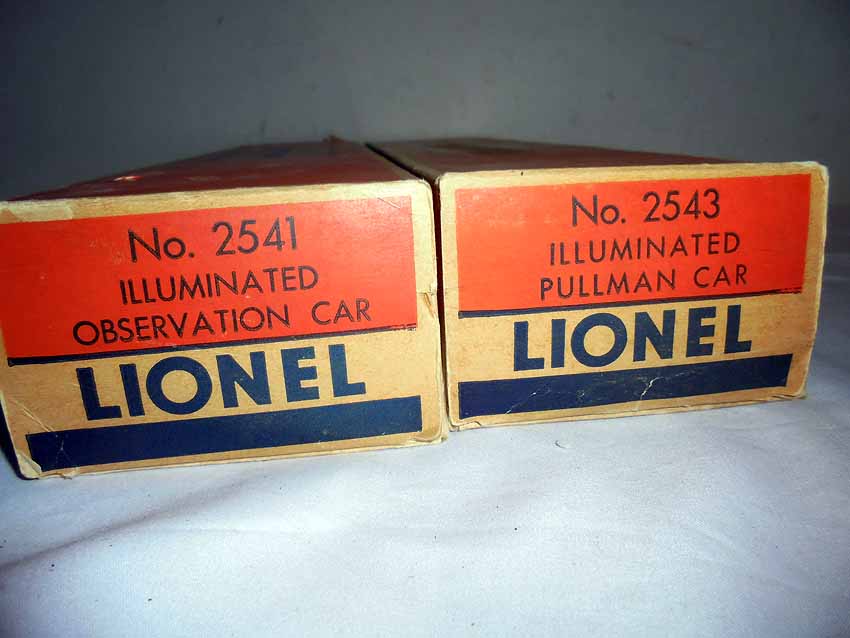 No. 2541
ILLUMINATED
OBSERVATION CAR
LIONEL
No. 2543
ILLUMINATED
PULLMAN CAR
LIONEL